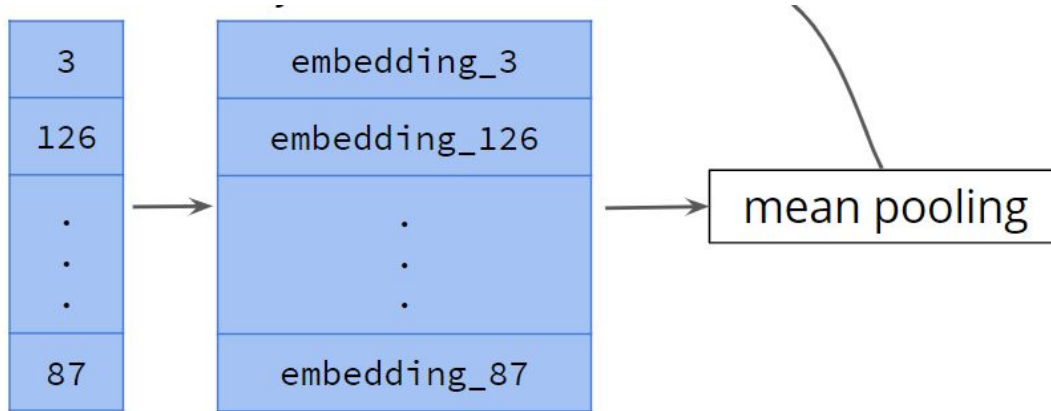 3
embedding_3
126
embedding_126
.
.
.
.
.
.
mean pooling
87
embedding_87